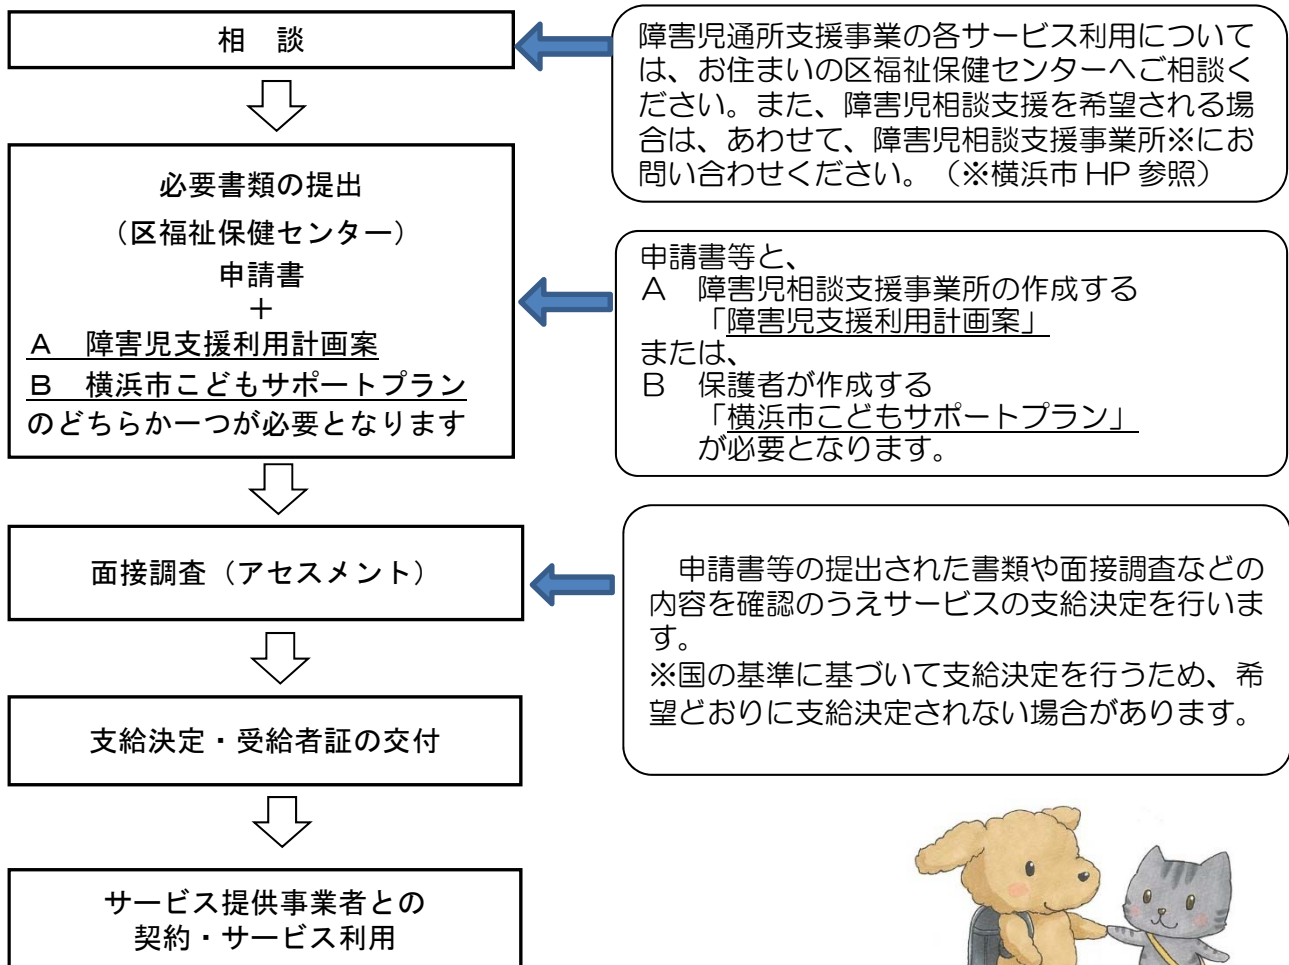 相　談
障害児通所支援事業の各サービス利用について
は、お住まいの区福祉保健センターへご相談く
ださい。また、障害児相談支援を希望される場
合は、あわせて、障害児相談支援事業所※にお
問い合わせください。（※横浜市 HP 参照）
必要書類の提出
（区福祉保健センター）
申請書
＋
Ａ　障害児支援利用計画案
Ｂ　横浜市こどもサポートプラン
のどちらか一つが必要となります
申請書等と、
Ａ　障害児相談支援事業所の作成する
「障害児支援利用計画案」
または、
Ｂ　保護者が作成する
「横浜市こどもサポートプラン」
が必要となります。
面接調査（アセスメント）
申請書等の提出された書類や面接調査などの
内容を確認のうえサービスの支給決定を行いま
す。
※国の基準に基づいて支給決定を行うため、希
望どおりに支給決定されない場合があります。
支給決定・受給者証の交付
サービス提供事業者との
契約・サービス利用